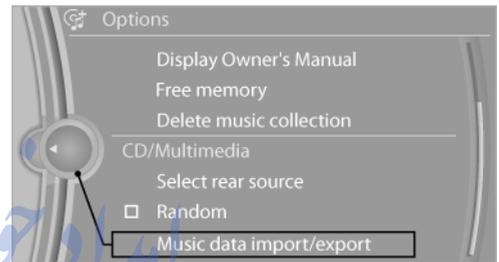 Options
Display Owner's Manual
Free memory
Delete music collection
CD/Multimedia
Select rear source
Random
Music data import/export